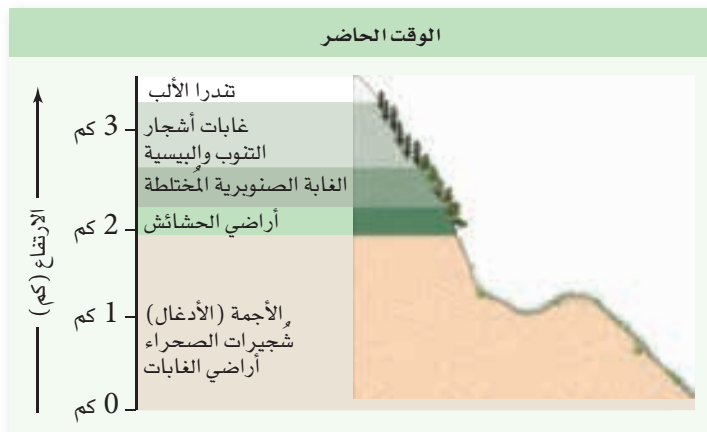 الوقت الحاضر
تندرا الألب
3 كم
غابات أشجار
التنوب والبيسية
الغابة الصنوبرية المُختلطة
2 كم
أراضي الحشائش
1 كم
الأجمة (الأدغال)
شُجيرات الصحراء
أراضي الغابات
0 كم
الارتفاع (كم)